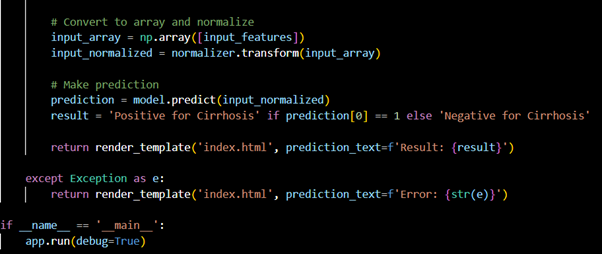 # Convert to array and normalize
input_array = np.array([input_features])
input_normalized = normalizer.transform(input_array)
# Make prediction
prediction = model.predict(input_normalized)
result = 'Positive for Cirrhosis' if prediction[0] == 1 else 'Negative for Cirrhosis'
return render_template('index.html', prediction_text=f'Result: {result}')
except Exception as e:
return render_template('index.html', prediction_text=f'Error: {str(e)}')
if __name__ == '__main__':
app.run(debug=True)